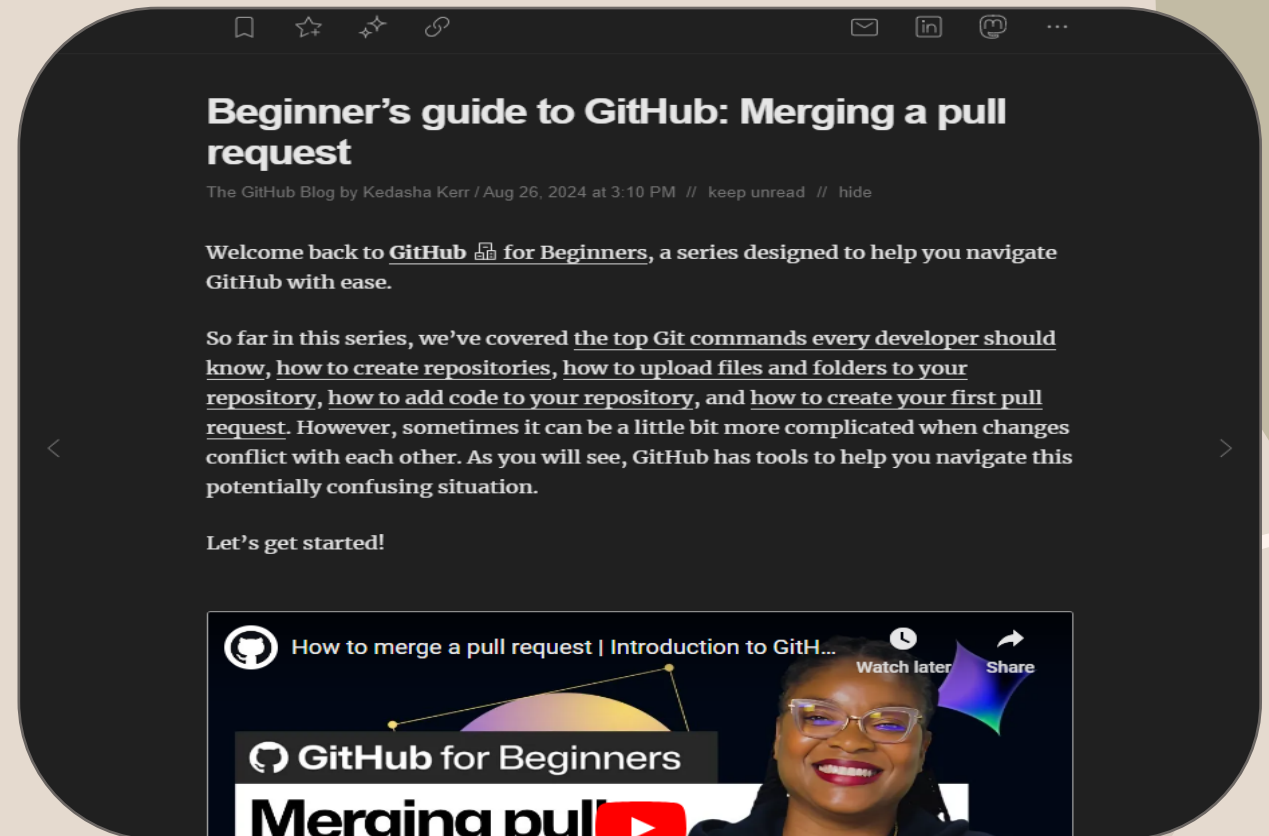 Beginner’s guide to GitHub: Merging a pull
request
The GitHub Blog by Kedasha Kerr / Aug 26, 2024 at 3:10 PM // keep unread // hide
Welcome back to GitHub for Beginners, a series designed to help you navigate
GitHub with ease.
So far in this series, we’ve covered the top Git commands every developer should
know, how to create repositories, how to upload files and folders to your
repository, how to add code to your repository, and how to create your first pull
request. However, sometimes it can be a little bit more complicated when changes
conflict with each other. As you will see, GitHub has tools to help you navigate this
potentially confusing situation.
Let’s get started!
How to merge a pull request | Introduction to GitH...
Watch later Share
GitHub for Beginners
Merging pull